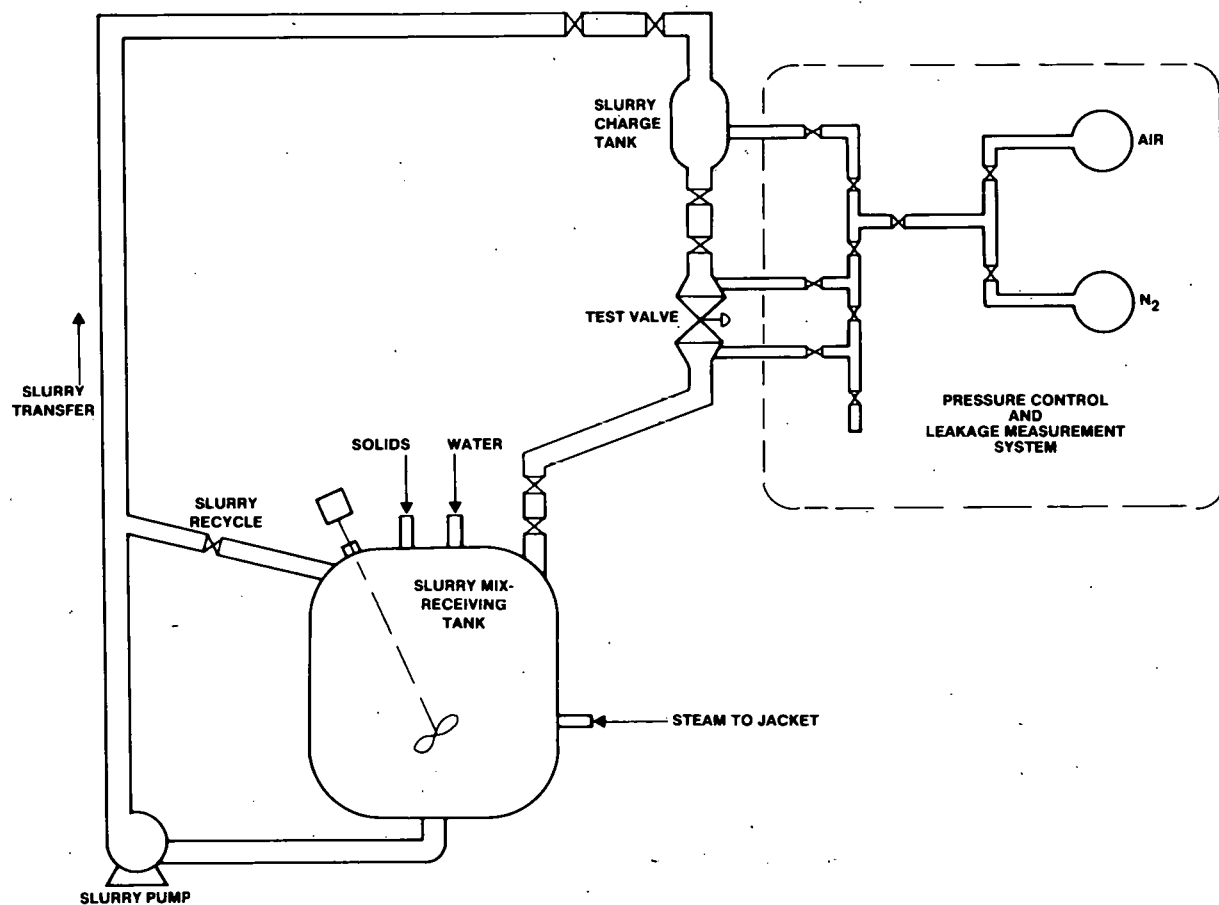 SLURRY
CHARGE
TANK
AIR
TEST VALVE
N2
SLURRY
TRANSFER
PRESSURE CONTROL
AND
LEAKAGE MEASUREMENT
SYSTEM
SOLIDS
WATER
SLURRY
RECYCLE
SLURRY MIX-
RECEIVING
TANK
STEAM TO JACKET
SLURRY PUMP